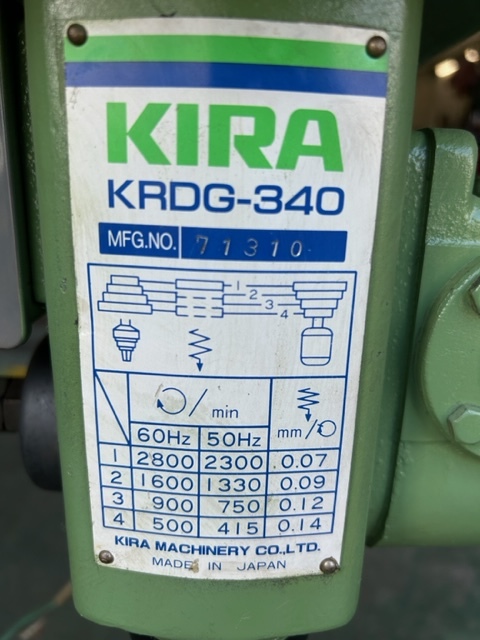 KIRA
KRDG-340
MFG.NO. 71310
1
2
3
4
/min
60Hz 50Hz mm/
1 2800 2300 0.07
2 1600 1330 0.09
3 900 750 0.12
4 500 415 0.14
KIRA MACHINERY CO.,LTD.
MADE IN JAPAN